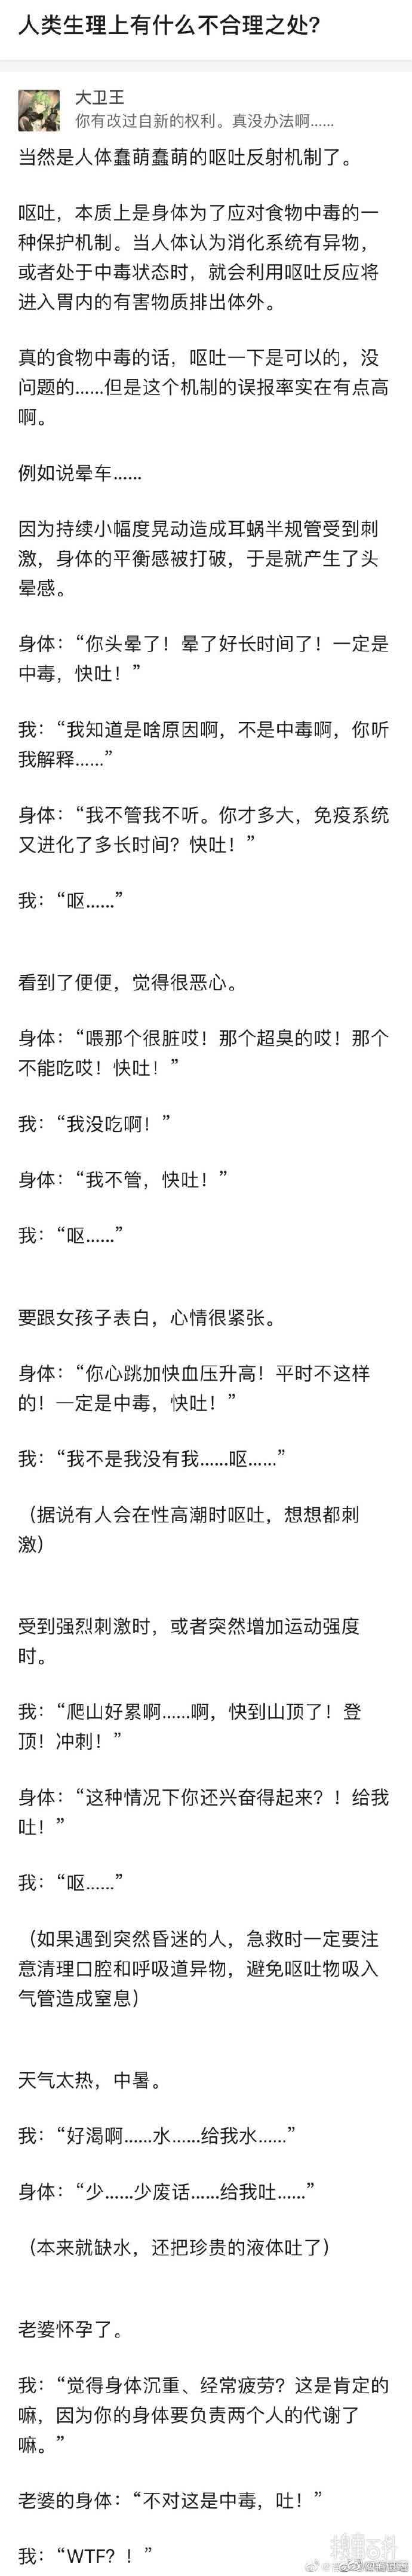 人类生理上有什么不合理之处?
大卫王
你有改过自新的权利。真没办法啊......
当然是人体蠢萌蠢萌的呕吐反射机制了。
呕吐，本质上是身体为了应对食物中毒的一
种保护机制。当人体认为消化系统有异物，
或者处于中毒状态时，就会利用呕吐反应将
进入胃内的有害物质排出体外。
真的食物中毒的话，呕吐一下是可以的，没
问题的......但是这个机制的误报率实在有点高
啊。
例如说晕车......
因为持续小幅度晃动造成耳蜗半规管受到刺
激，身体的平衡感被打破，于是就产生了头
晕感。
身体：“你头晕了！晕了好长时间了！一定是
中毒，快吐！”
我：“我知道是啥原因啊，不是中毒啊，你听
我解释......”
身体：“我不管我不听。你才多大，免疫系统
又进化了多长时间？快吐！”
我：“呕......”
看到了便便，觉得很恶心。
身体：“喂那个很脏哎！那个超臭的哎！那个
不能吃哎！快吐！”
我：“我没吃啊！”
身体：“我不管，快吐！”
我：“呕......”
要跟女孩子表白，心情很紧张。
身体：“你心跳加快血压升高！平时不这样
的！一定是中毒，快吐！”
我：“我不是我没有我......呕......”
（据说有人会在性高潮时呕吐，想想都刺
激）
受到强烈刺激时，或者突然增加运动强度
时。
我：“爬山好累啊......啊，快到山顶了！登
顶！冲刺！”
身体：“这种情况下你还兴奋得起来？！给我
吐！”
我：“呕......”
（如果遇到突然昏迷的人，急救时一定要注
意清理口腔和呼吸道异物，避免呕吐物吸入
气管造成窒息）
天气太热，中暑。
我：“好渴啊......水......给我水......”
身体：“少......少废话......给我吐......”
（本来就缺水，还把珍贵的液体吐了）
老婆怀孕了。
我：“觉得身体沉重、经常疲劳？这是肯定的
嘛，因为你的身体要负责两个人的代谢了
嘛。”
老婆的身体：“不对这是中毒，吐！”
我：“WTF？！”